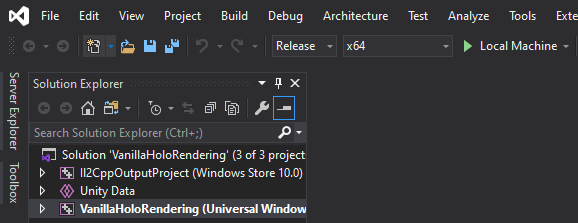 File Edit View Project Build Debug Architecture Test Analyze Tools Exten
Release x64 Local Machine
Server Explorer
Toolbox
Solution Explorer
Search Solution Explorer (Ctrl+;)
Solution 'VanillaHoloRendering' (3 of 3 project
Il2CppOutputProject (Windows Store 10.0)
Unity Data
VanillaHoloRendering (Universal Window